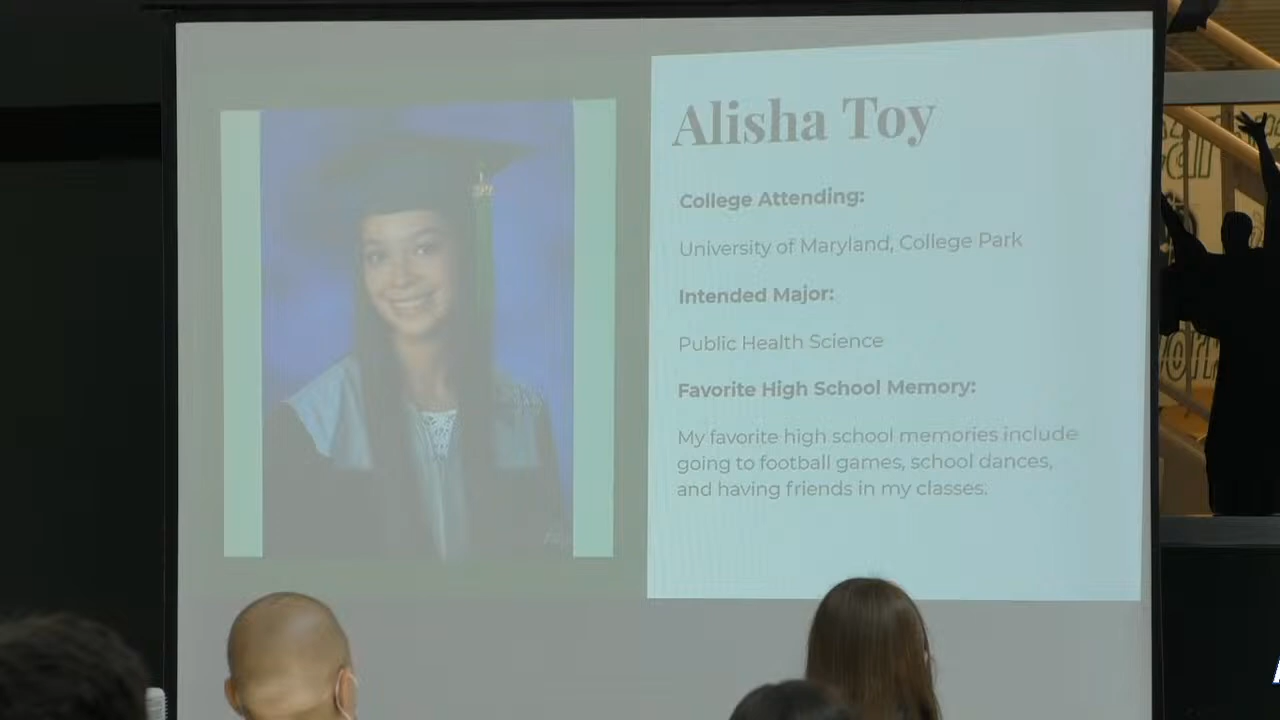 Alisha Toy
College Attending:
University of Maryland, College Park
Intended Major:
Public Health Science
Favorite High School Memory:
My favorite high school memories include
going to football games, school dances,
and having friends in my classes.